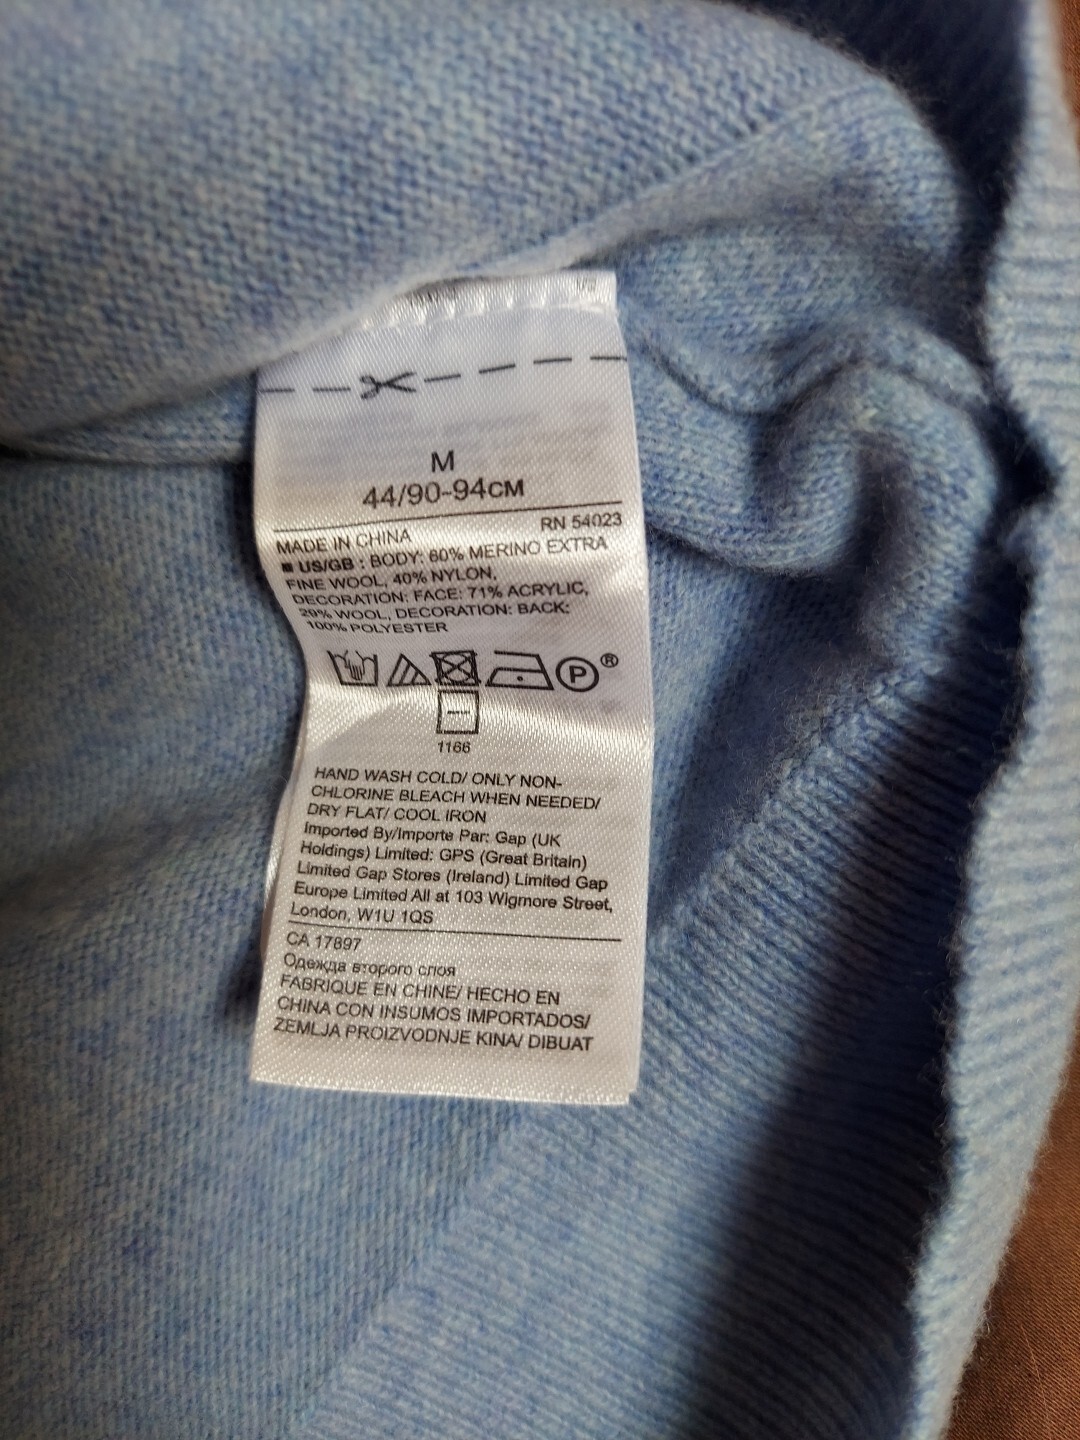 M
44/90-94CM
RN 54023
MADE IN CHINA
■ US/GB : BODY: 60% MERINO EXTRA
FINE WOOL, 40% NYLON,
DECORATION: FACE: 71% ACRYLIC,
29% WOOL, DECORATION: BACK:
100% POLYESTER
P®
1166
HAND WASH COLD/ ONLY NON-
CHLORINE BLEACH WHEN NEEDED/
DRY FLAT/ COOL IRON
Imported By/Importe Par: Gap (UK
Holdings) Limited: GPS (Great Britain)
Limited Gap Stores (Ireland) Limited Gap
Europe Limited All at 103 Wigmore Street,
London, W1U 1QS
CA 17897
Одежда второго слоя
FABRIQUE EN CHINE/ HECHO EN
CHINA CON INSUMOS IMPORTADOS/
ZEMLJA PROIZVODNJE KINA/ DIBUAT